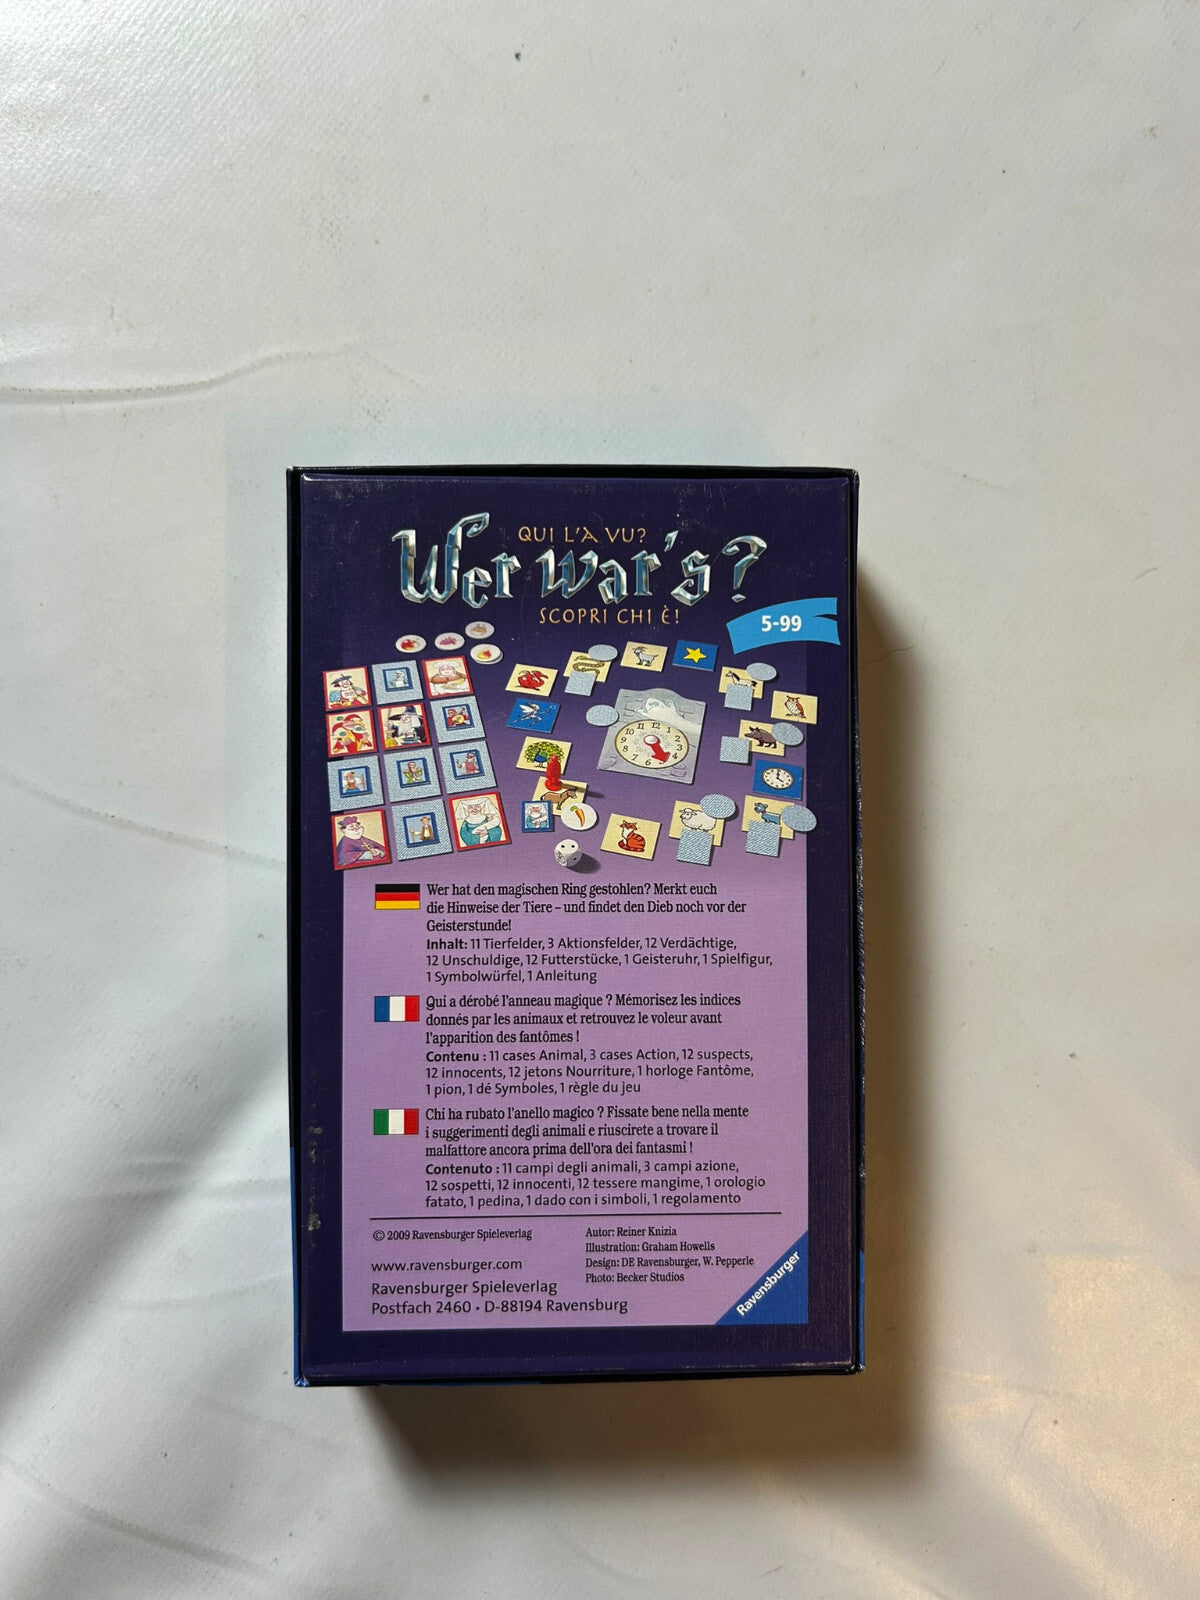 QUI L'A VU?
Wer war's?
SCOPRI CHI È!
5-99
Wer hat den magischen Ring gestohlen? Merkt euch
die Hinweise der Tiere – und findet den Dieb noch vor der
Geisterstunde!
Inhalt: 11 Tierfelder, 3 Aktionsfelder, 12 Verdächtige,
12 Unschuldige, 12 Futterstücke, 1 Geisteruhr, 1 Spielfigur,
1 Symbolwürfel, 1 Anleitung
Qui a dérobé l'anneau magique ? Mémorisez les indices
donnés par les animaux et retrouvez le voleur avant
l'apparition des fantômes !
Contenu : 11 cases Animal, 3 cases Action, 12 suspects,
12 innocents, 12 jetons Nourriture, 1 horloge Fantôme,
1 pion, 1 dé Symboles, 1 règle du jeu
Chi ha rubato l'anello magico ? Fissate bene nella mente
i suggerimenti degli animali e riuscirete a trovare il
malfattore ancora prima dell'ora dei fantasmi !
Contenuto : 11 campi degli animali, 3 campi azione,
12 sospetti, 12 innocenti, 12 tessere mangime, 1 orologio
fatato, 1 pedina, 1 dado con i simboli, 1 regolamento
© 2009 Ravensburger Spieleverlag
www.ravensburger.com
Ravensburger Spieleverlag
Postfach 2460 • D-88194 Ravensburg
Autor: Reiner Knizia
Illustration: Graham Howells
Design: DE Ravensburger, W. Pepperle
Photo: Becker Studios
Ravensburger